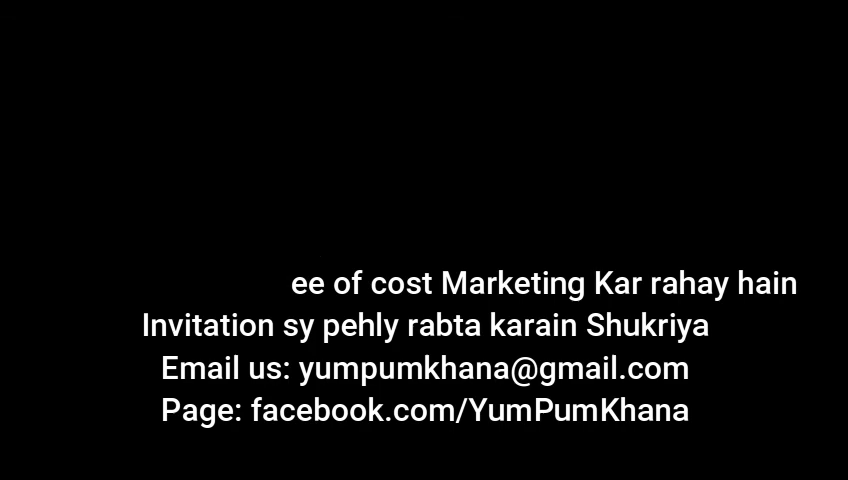 ee of cost Marketing Kar rahay hain
Invitation sy pehly rabta karain Shukriya
Email us: yumpumkhana@gmail.com
Page: facebook.com/YumPumKhana